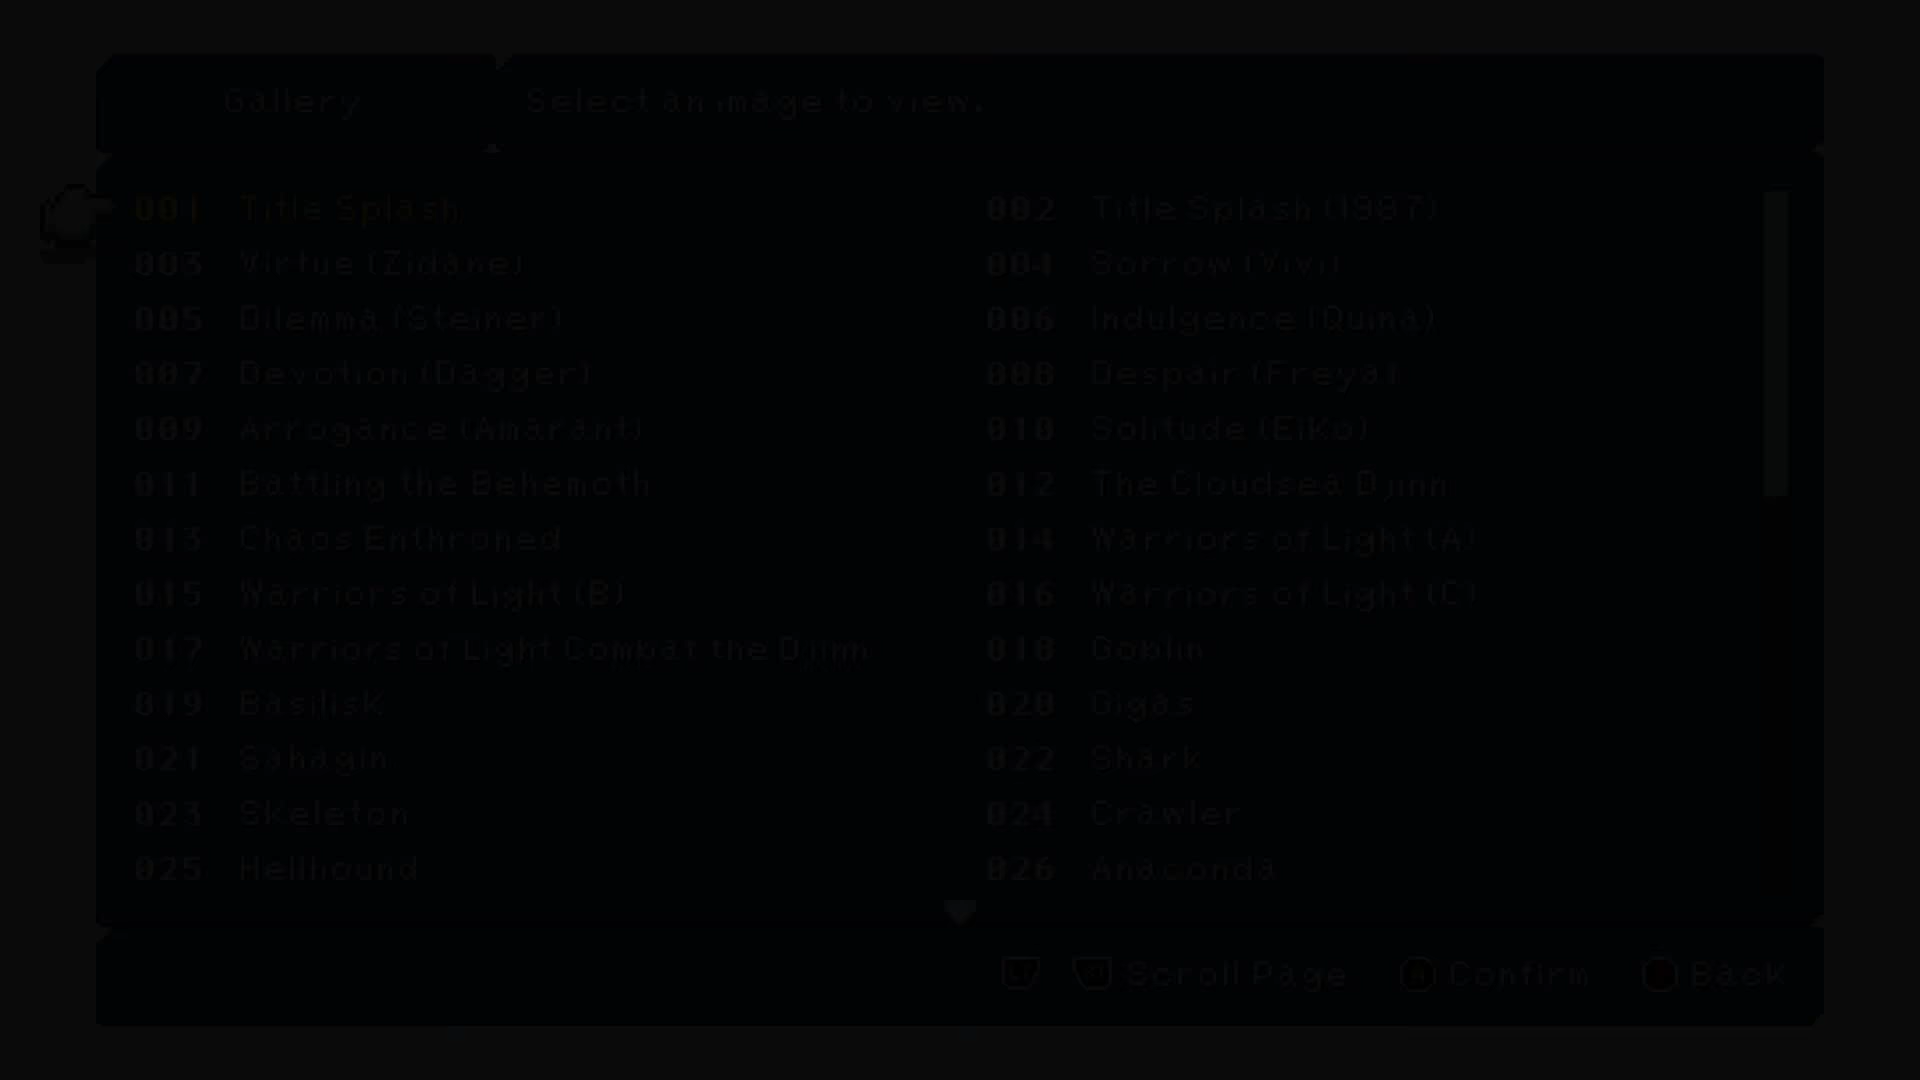 Gallery Select an image to view.
001 Title Splash 002 Title Splash (1987)
003 Virtue (Zidane) 004 Sorrow (Vivi)
005 Dilemma (Steiner) 006 Indulgence (Quina)
007 Devotion (Dagger) 008 Despair (Freya)
009 Arrogance (Amarant) 010 Solitude (Eiko)
011 Battling the Behemoth 012 The Cloudsea Djinn
013 Chaos Enthroned 014 Warriors of Light (A)
015 Warriors of Light (B) 016 Warriors of Light (C)
017 Warriors of Light Combat the Djinn 018 Goblin
019 Basilisk 020 Gigas
021 Sahagin 022 Shark
023 Skeleton 024 Crawler
025 Hellhound 026 Anaconda
Scroll Page A Confirm Back